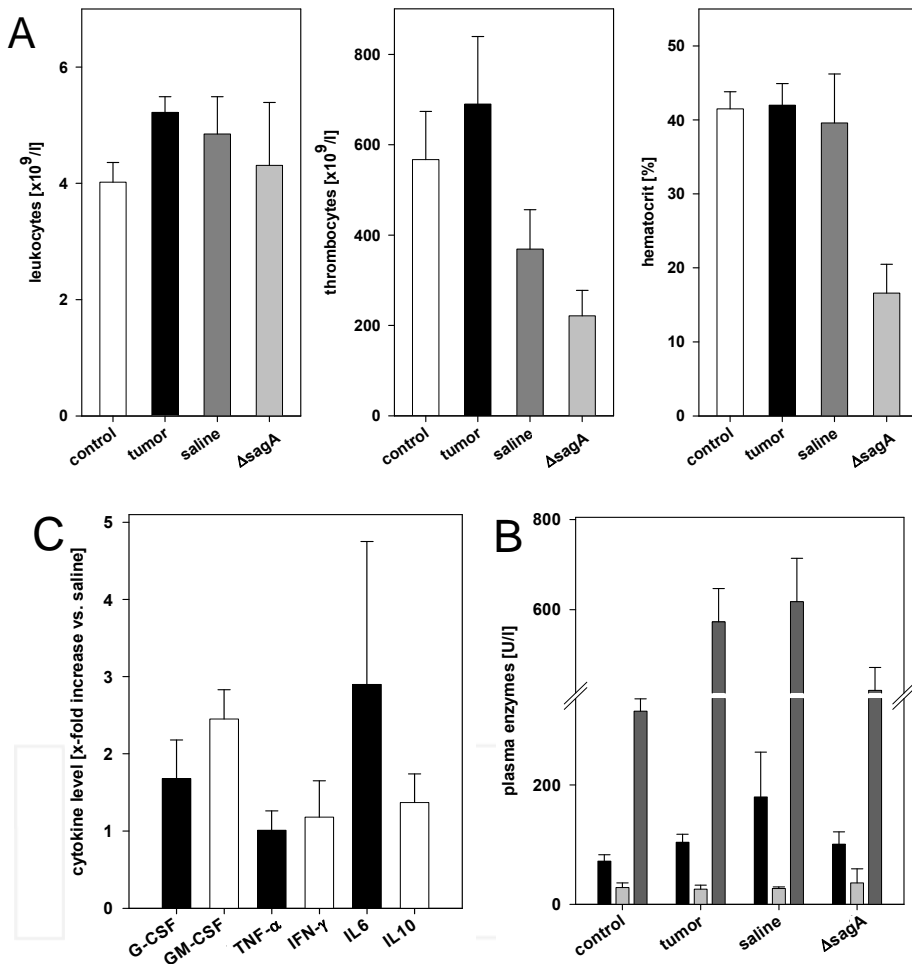 A
leukocytes [x10⁹/l]
6
4
2
0
control
tumor
saline
ΔsagA
thrombocytes [x10⁹/l]
800
600
400
200
0
control
tumor
saline
ΔsagA
hematocrit [%]
50
40
30
20
10
0
control
tumor
saline
ΔsagA
C
cytokine level [x-fold increase vs. saline]
5
4
3
2
1
0
G-CSF
GM-CSF
TNF-α
IFN-γ
IL6
IL10
B
plasma enzymes [U/l]
800
600
200
0
control
tumor
saline
ΔsagA